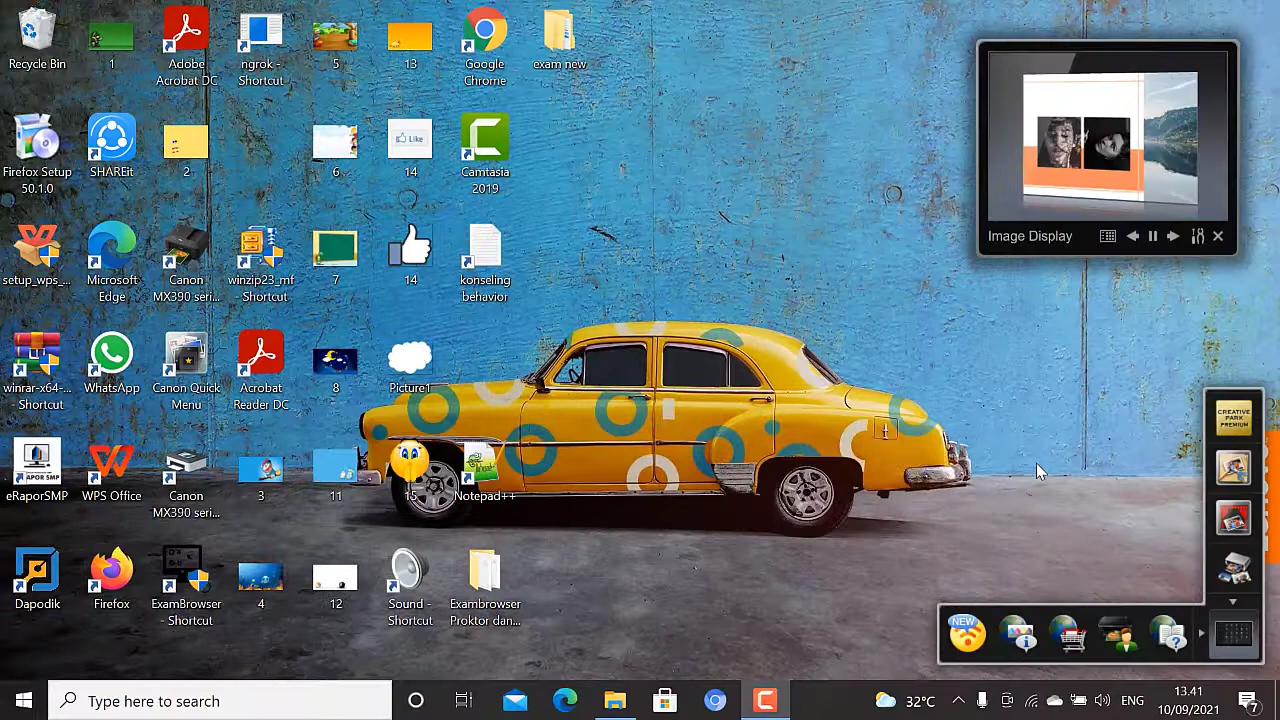 Recycle Bin
1
Adobe
Acrobat DC
ngrok -
Shortcut
5
13
Google
Chrome
exam new
Firefox Setup
50.1.0
SHAREit
2
6
Like
14
Camtasia
2019
setup_wps_...
Microsoft
Edge
Canon
MX390 seri...
winzip23_mf
- Shortcut
7
14
konseling
behavior
winrar-x64-...
- Shortcut
WhatsApp
Canon Quick
Menu
Acrobat
Reader DC
8
Picture1
eRaporSMP
WPS Office
Canon
MX390 seri...
3
11
15
Notepad++
Dapodik
Firefox
ExamBrowser
- Shortcut
4
12
Sound -
Shortcut
Exambrowser
Proktor dan...
Image Display
CREATIVE
PARK
PREMIUM
NEW
Type here to search
32°C
ENG
13.41
10/09/2021
7